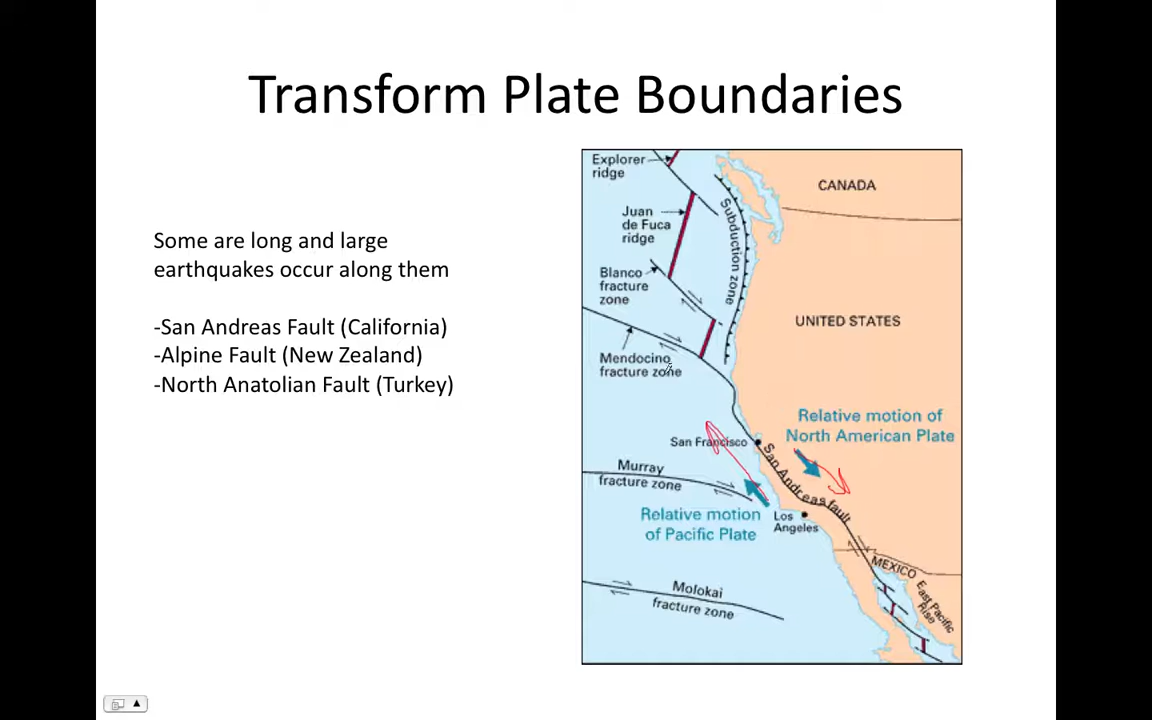 Transform Plate Boundaries
Some are long and large
earthquakes occur along them
-San Andreas Fault (California)
-Alpine Fault (New Zealand)
-North Anatolian Fault (Turkey)
Explorer
ridge
CANADA
Juan
de Fuca
ridge
Subduction zone
Blanco
fracture
zone
UNITED STATES
Mendocino
fracture zone
Relative motion of
North American Plate
San Francisco
San Andreas fault
Murray
fracture zone
Relative motion
of Pacific Plate
Los
Angeles
MEXICO
East Pacific
Rise
Molokai
fracture zone